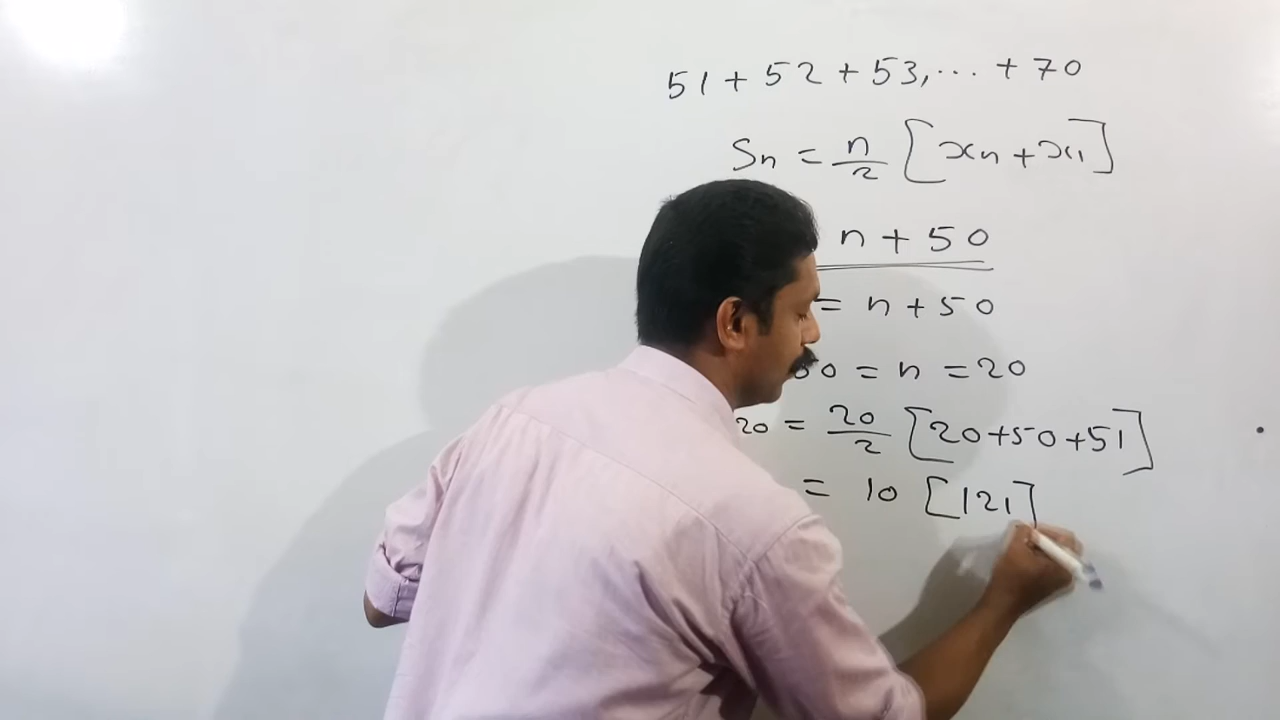 51 + 52 + 53, ... + 70
Sn = n/2 [xn + x1]
n + 50
= n + 50
0 = n = 20
20 = 20/2 [20 + 50 + 51]
= 10 [121]